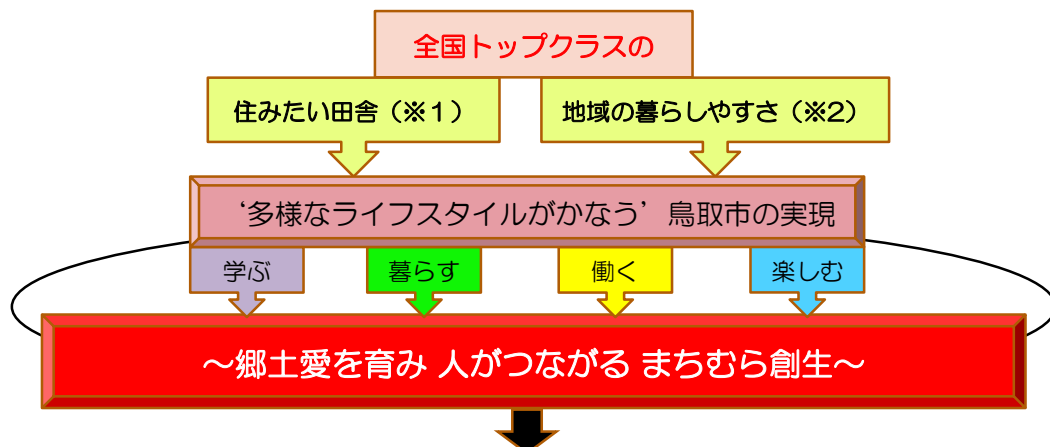 全国トップクラスの
住みたい田舎（※１）
地域の暮らしやすさ（※2）
‘多様なライフスタイルがかなう’鳥取市の実現
学ぶ
暮らす
働く
楽しむ
～郷土愛を育み 人がつながる まちむら創生～